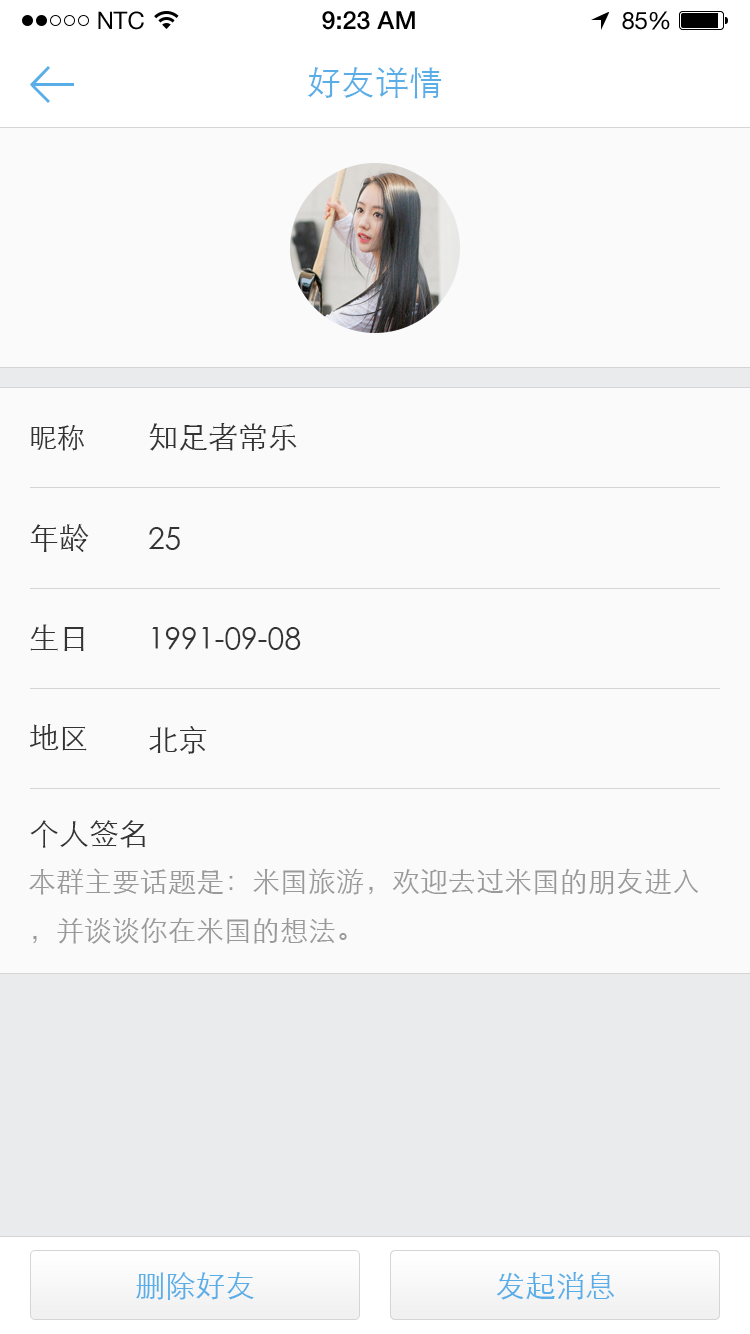 NTC 9:23 AM 85%
好友详情
昵称 知足者常乐
年龄 25
生日 1991-09-08
地区 北京
个人签名
本群主要话题是：米国旅游，欢迎去过米国的朋友进入
，并谈谈你在米国的想法。
删除好友 发起消息